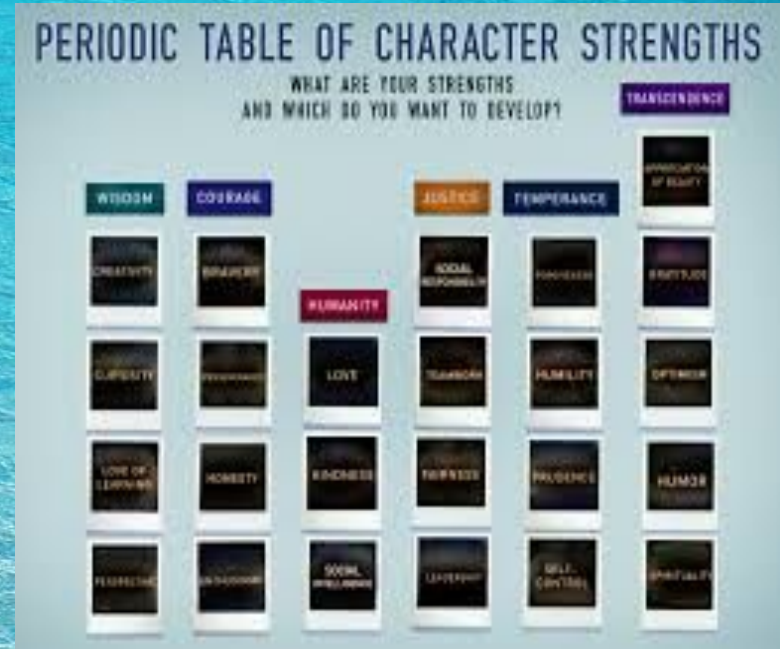 PERIODIC TABLE OF CHARACTER STRENGTHS
WHAT ARE YOUR STRENGTHS
AND WHICH DO YOU WANT TO DEVELOP?
TRANSCENDENCE
APPRECIATION
OF BEAUTY
WISDOM
COURAGE
JUSTICE
TEMPERANCE
CREATIVITY
BRAVERY
SOCIAL
RESPONSIBILITY
FORGIVENESS
GRATITUDE
HUMANITY
CURIOSITY
PERSEVERANCE
LOVE
TEAMWORK
HUMILITY
OPTIMISM
LOVE OF
LEARNING
HONESTY
KINDNESS
FAIRNESS
PRUDENCE
HUMOR
PERSPECTIVE
SOCIAL
INTELLIGENCE
LEADERSHIP
SELF-
CONTROL
SPIRITUALITY